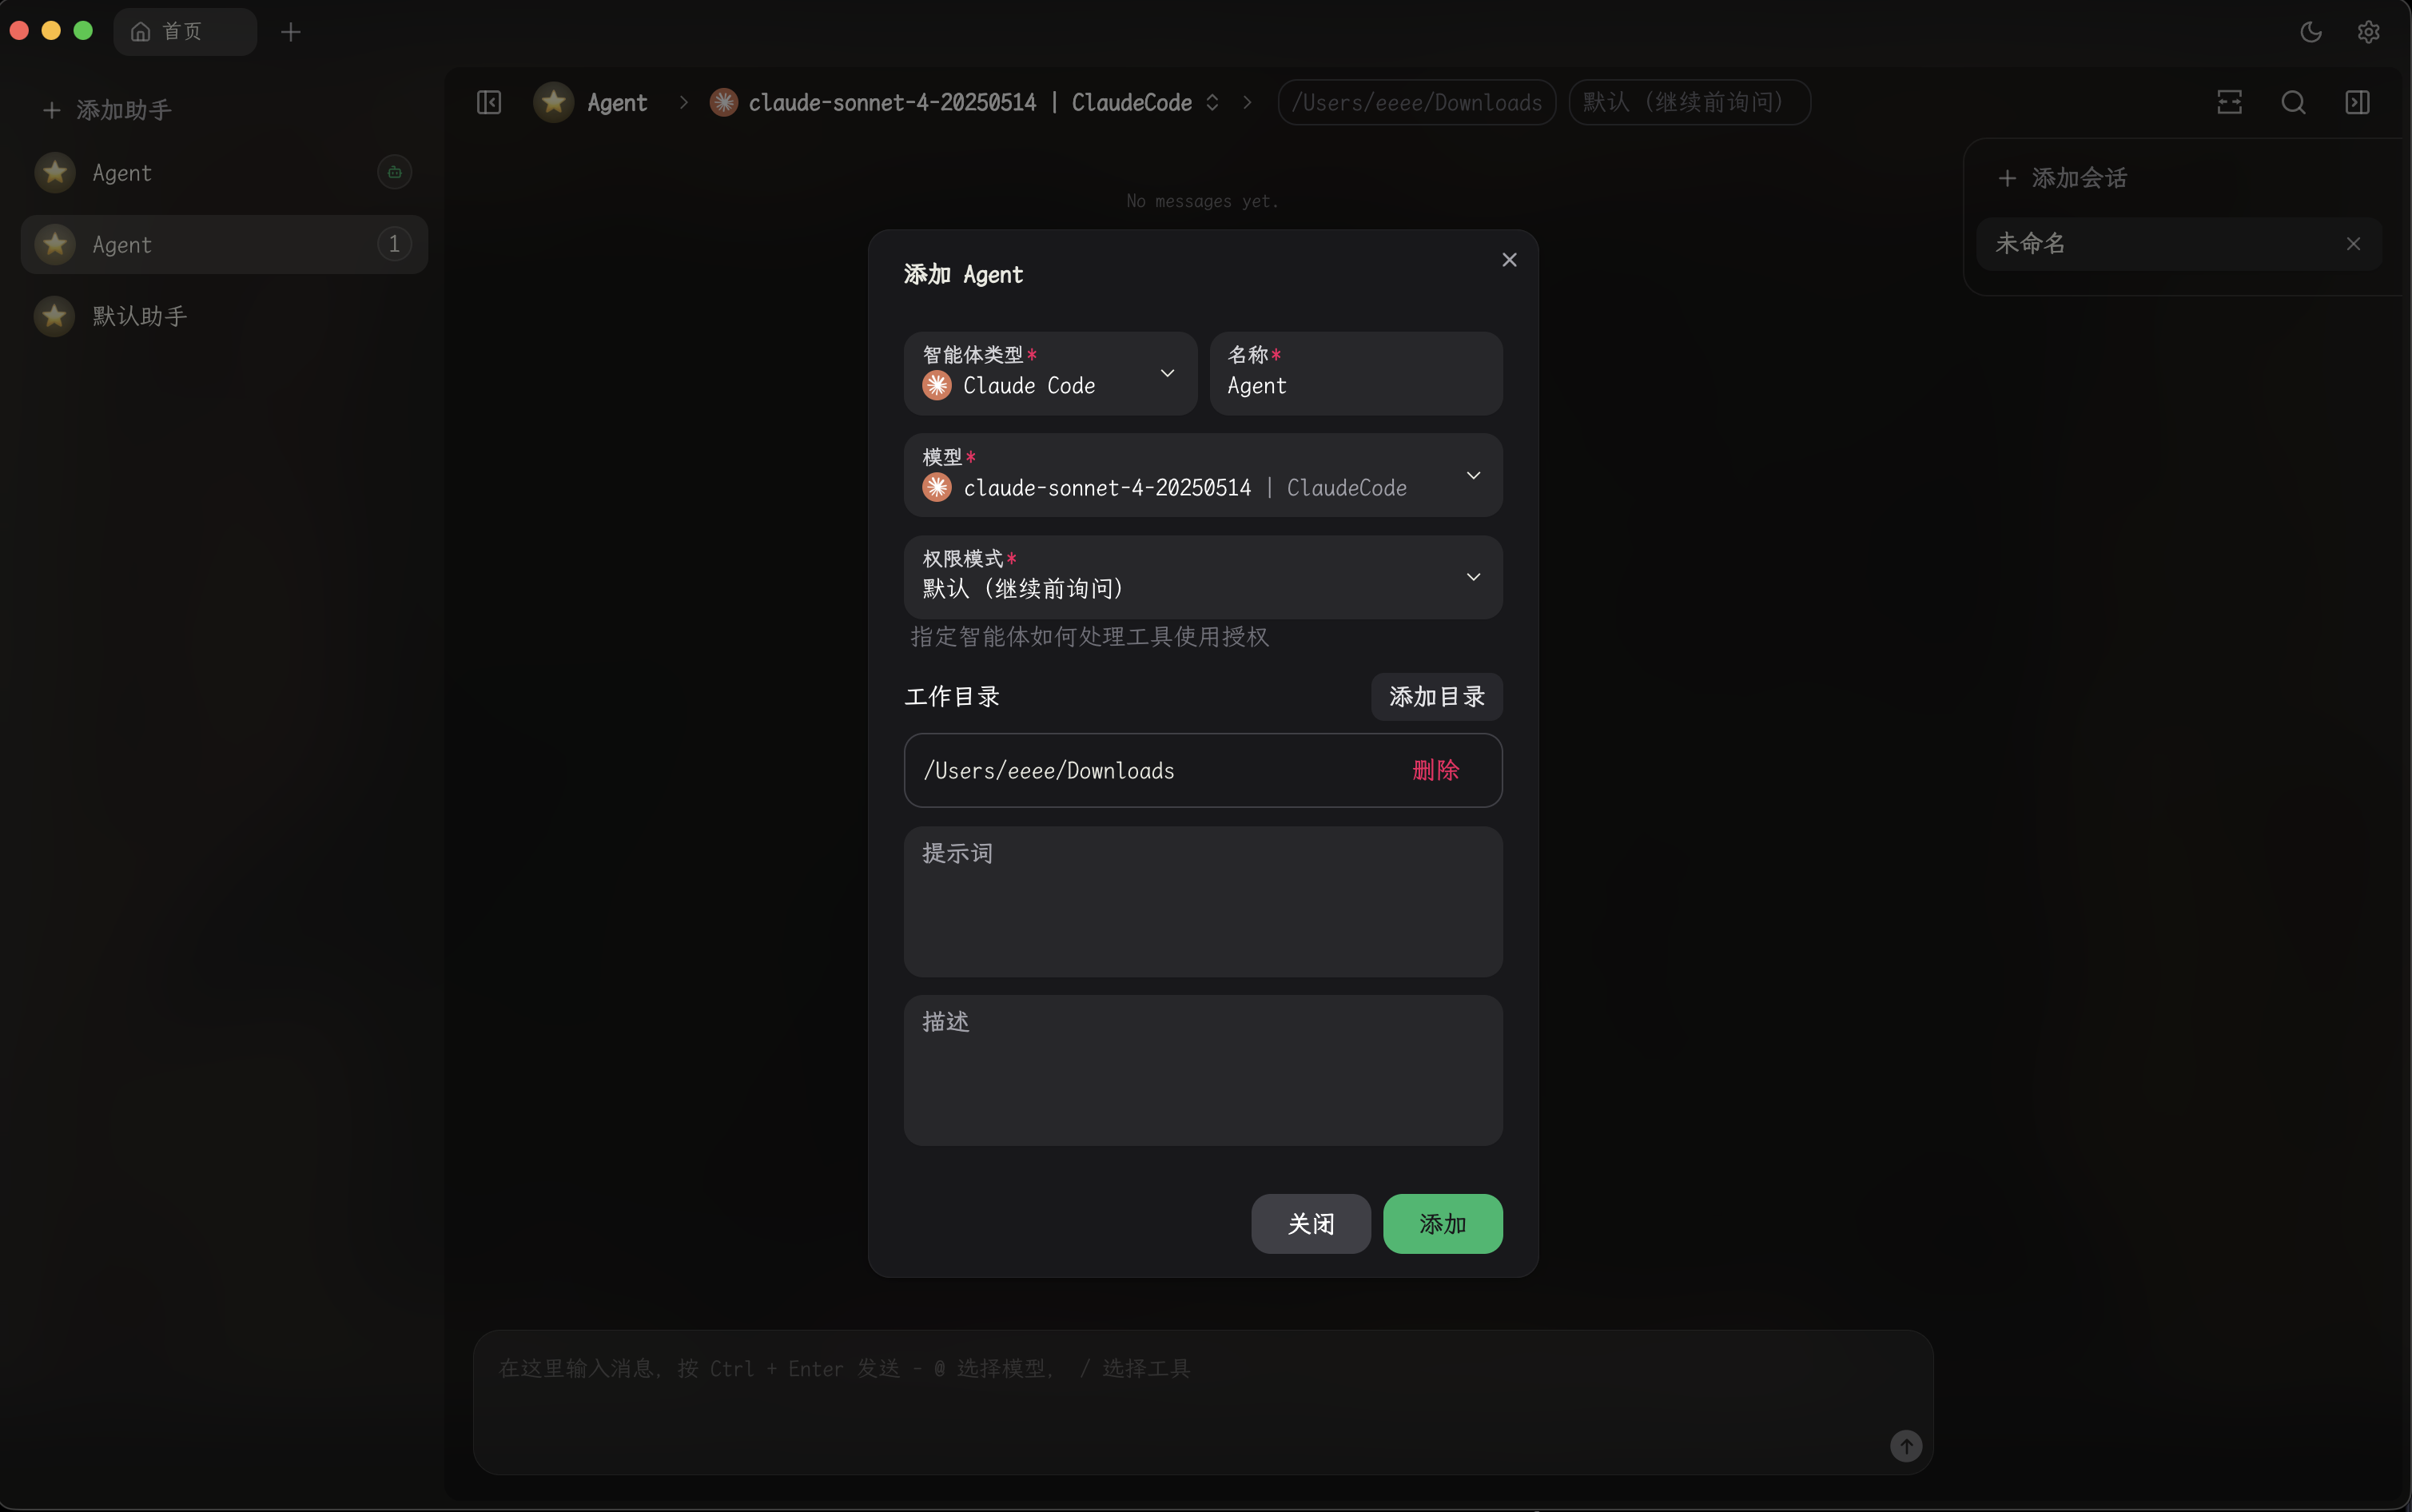 首页
添加助手
Agent
Agent 1
默认助手
Agent claude-sonnet-4-20250514 | ClaudeCode /Users/eeee/Downloads 默认 (继续前询问)
No messages yet.
添加会话
未命名
添加 Agent
智能体类型*
Claude Code
名称*
Agent
模型*
claude-sonnet-4-20250514 | ClaudeCode
权限模式*
默认 (继续前询问)
指定智能体如何处理工具使用授权
工作目录 添加目录
/Users/eeee/Downloads 删除
提示词
描述
关闭 添加
在这里输入消息, 按 Ctrl + Enter 发送 - @ 选择模型, / 选择工具